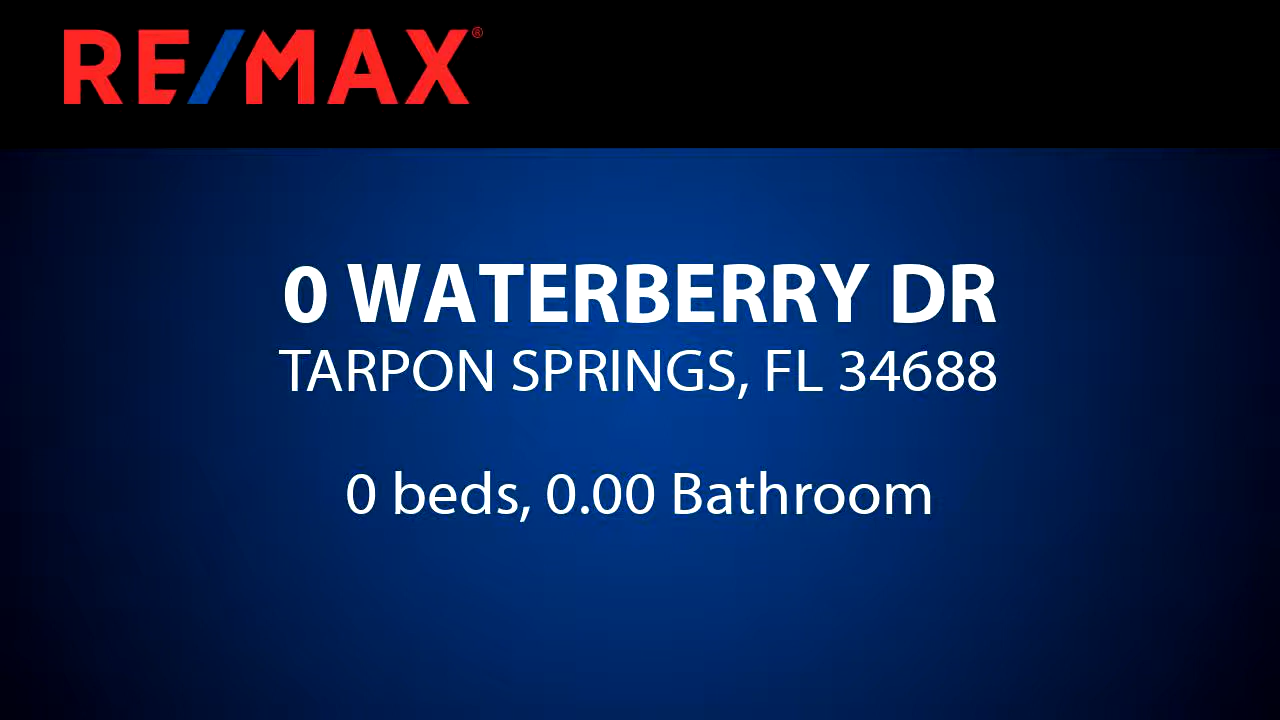 RE/MAX®
0 WATERBERRY DR
TARPON SPRINGS, FL 34688
0 beds, 0.00 Bathroom